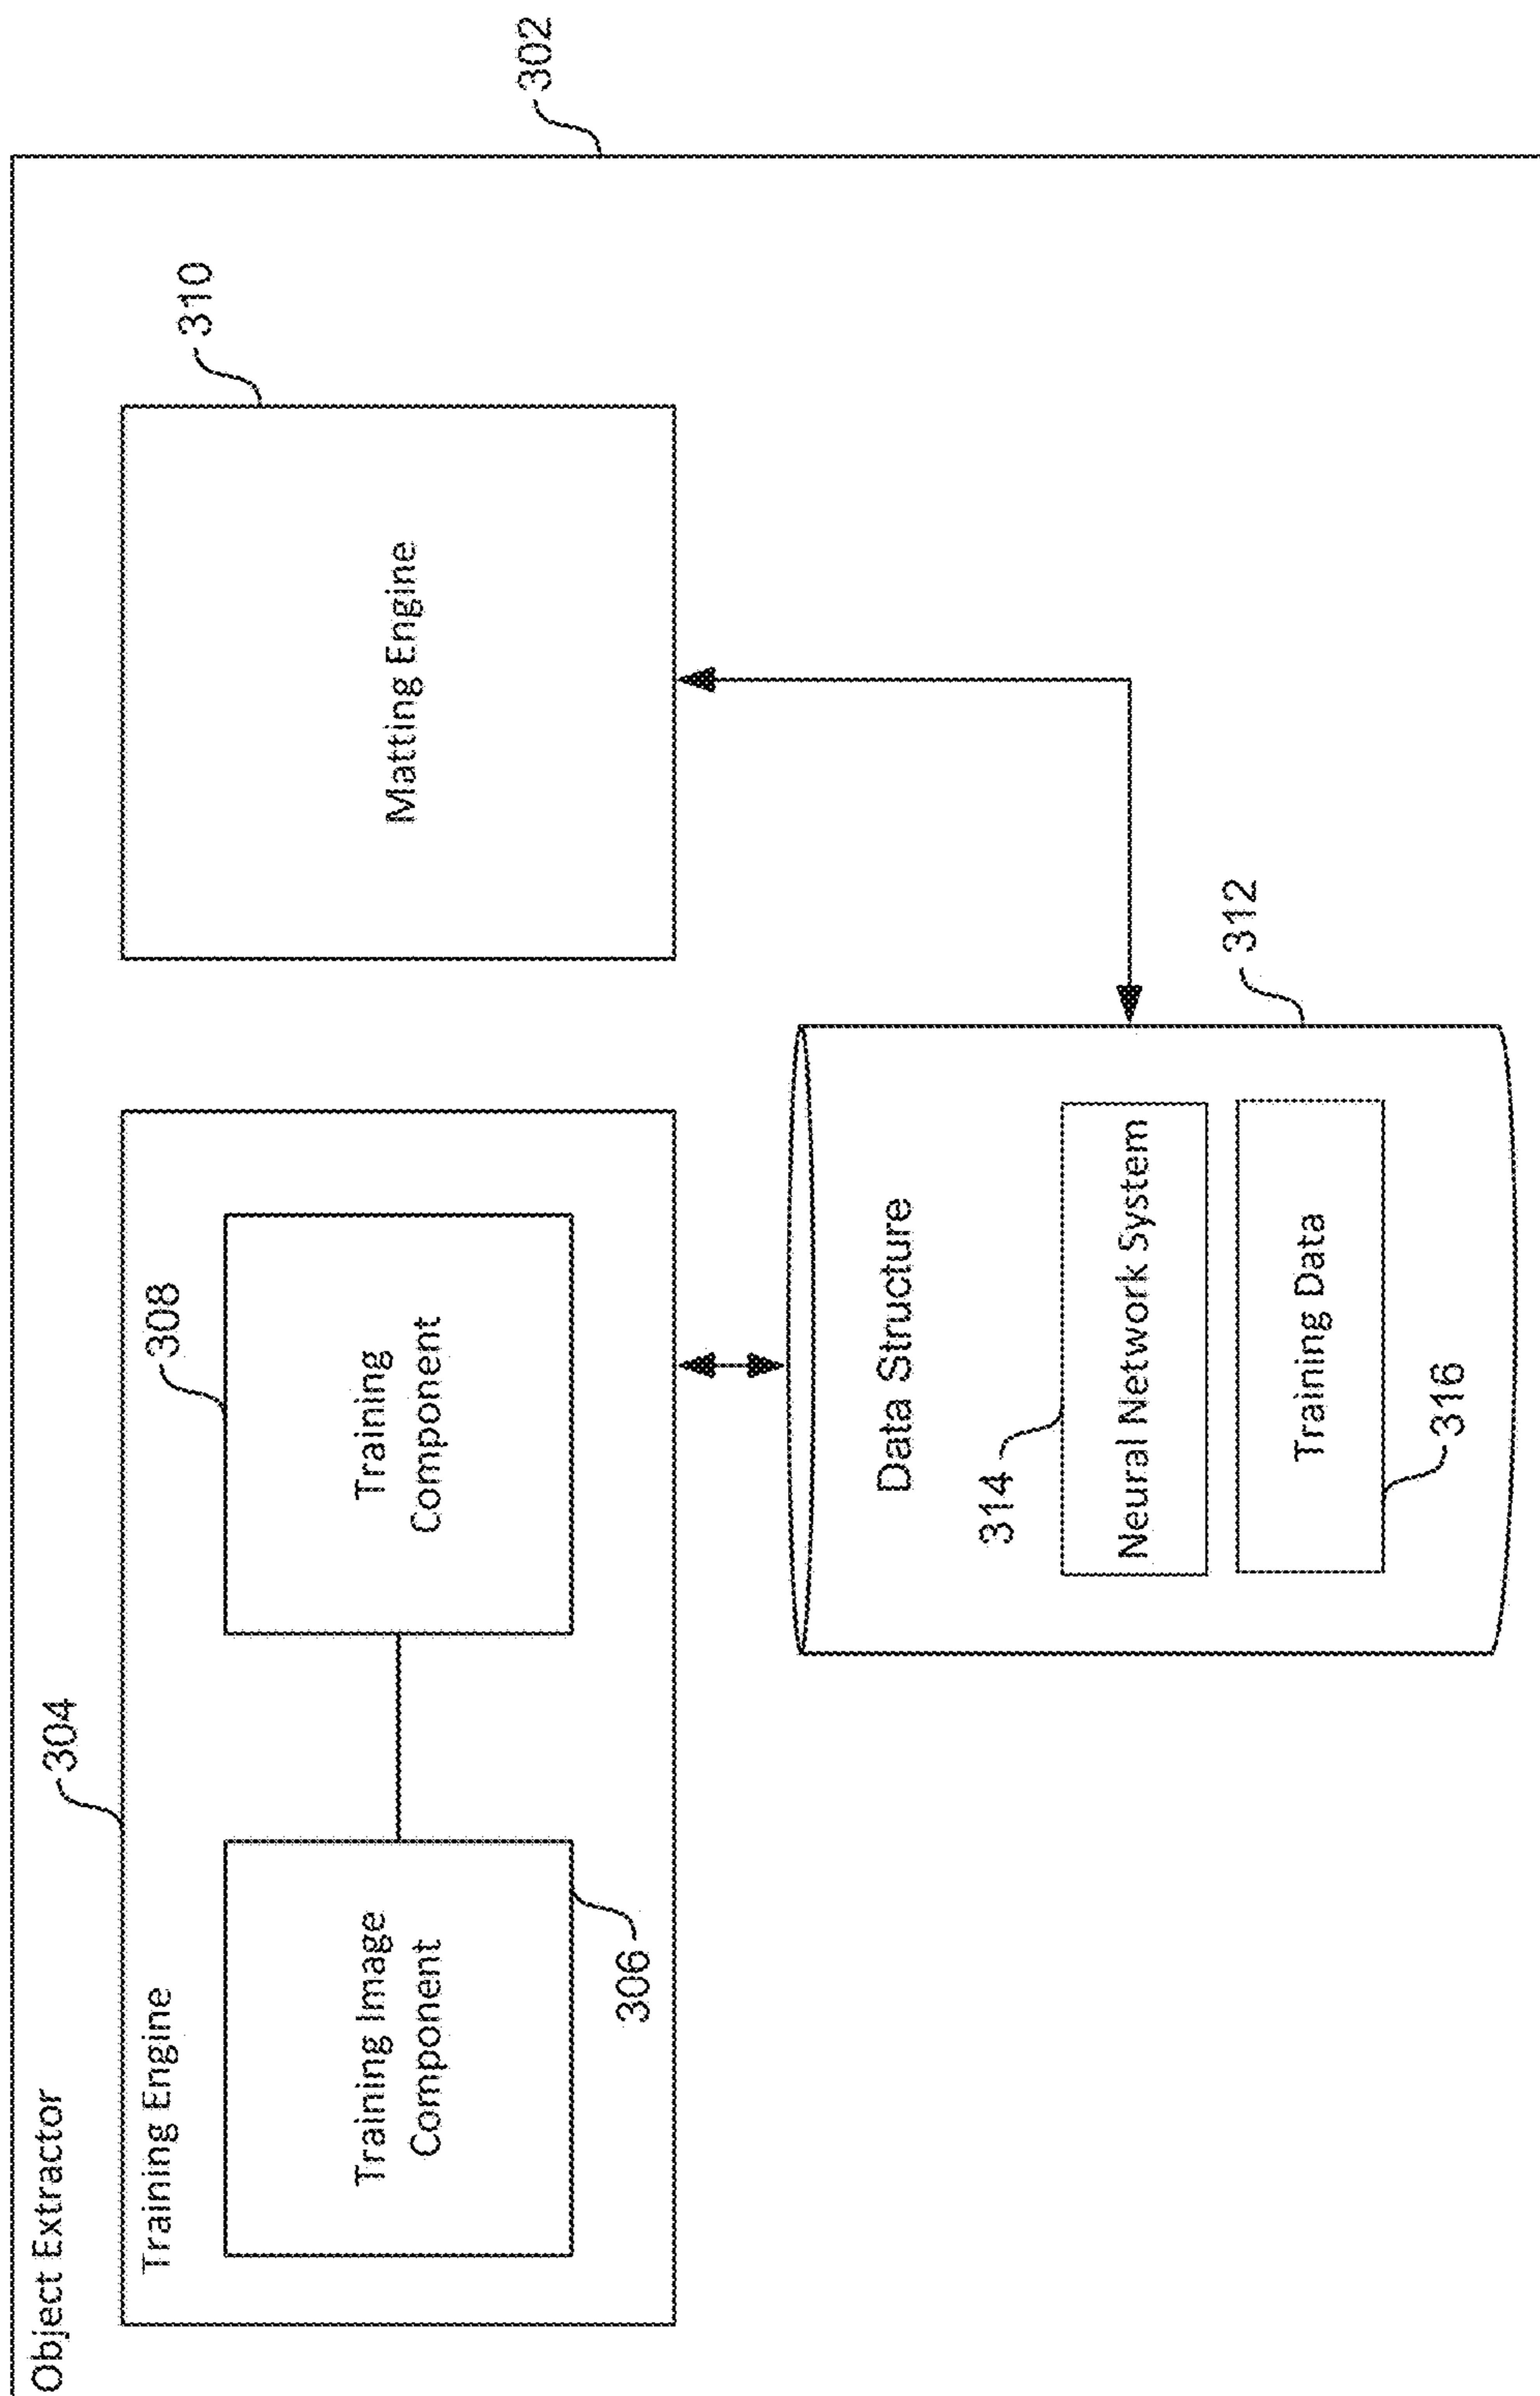 Object Extractor
302
304
Training Engine
Training Image
Component
306
308
Training
Component
310
Matting Engine
312
Data Structure
314
Neural Network System
Training Data
316